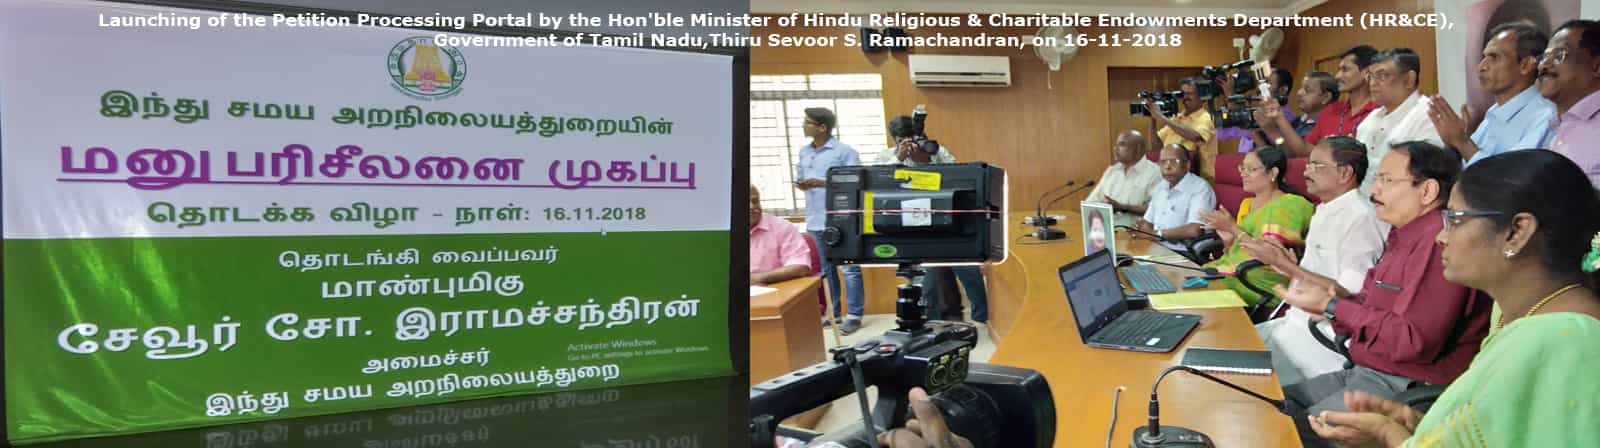 Launching of the Petition Processing Portal by the Hon'ble Minister of Hindu Religious & Charitable Endowments Department (HR&CE),
Government of Tamil Nadu,Thiru Sevoor S. Ramachandran, on 16-11-2018
இந்து சமய அறநிலையத்துறையின்
மனு பரிசீலனை முகப்பு
தொடக்க விழா - நாள்: 16.11.2018
தொடங்கி வைப்பவர்
மாண்புமிகு
சேவூர் சோ. இராமச்சந்திரன்
அமைச்சர்
இந்து சமய அறநிலையத்துறை
Activate Windows
Go to PC settings to activate Windows.